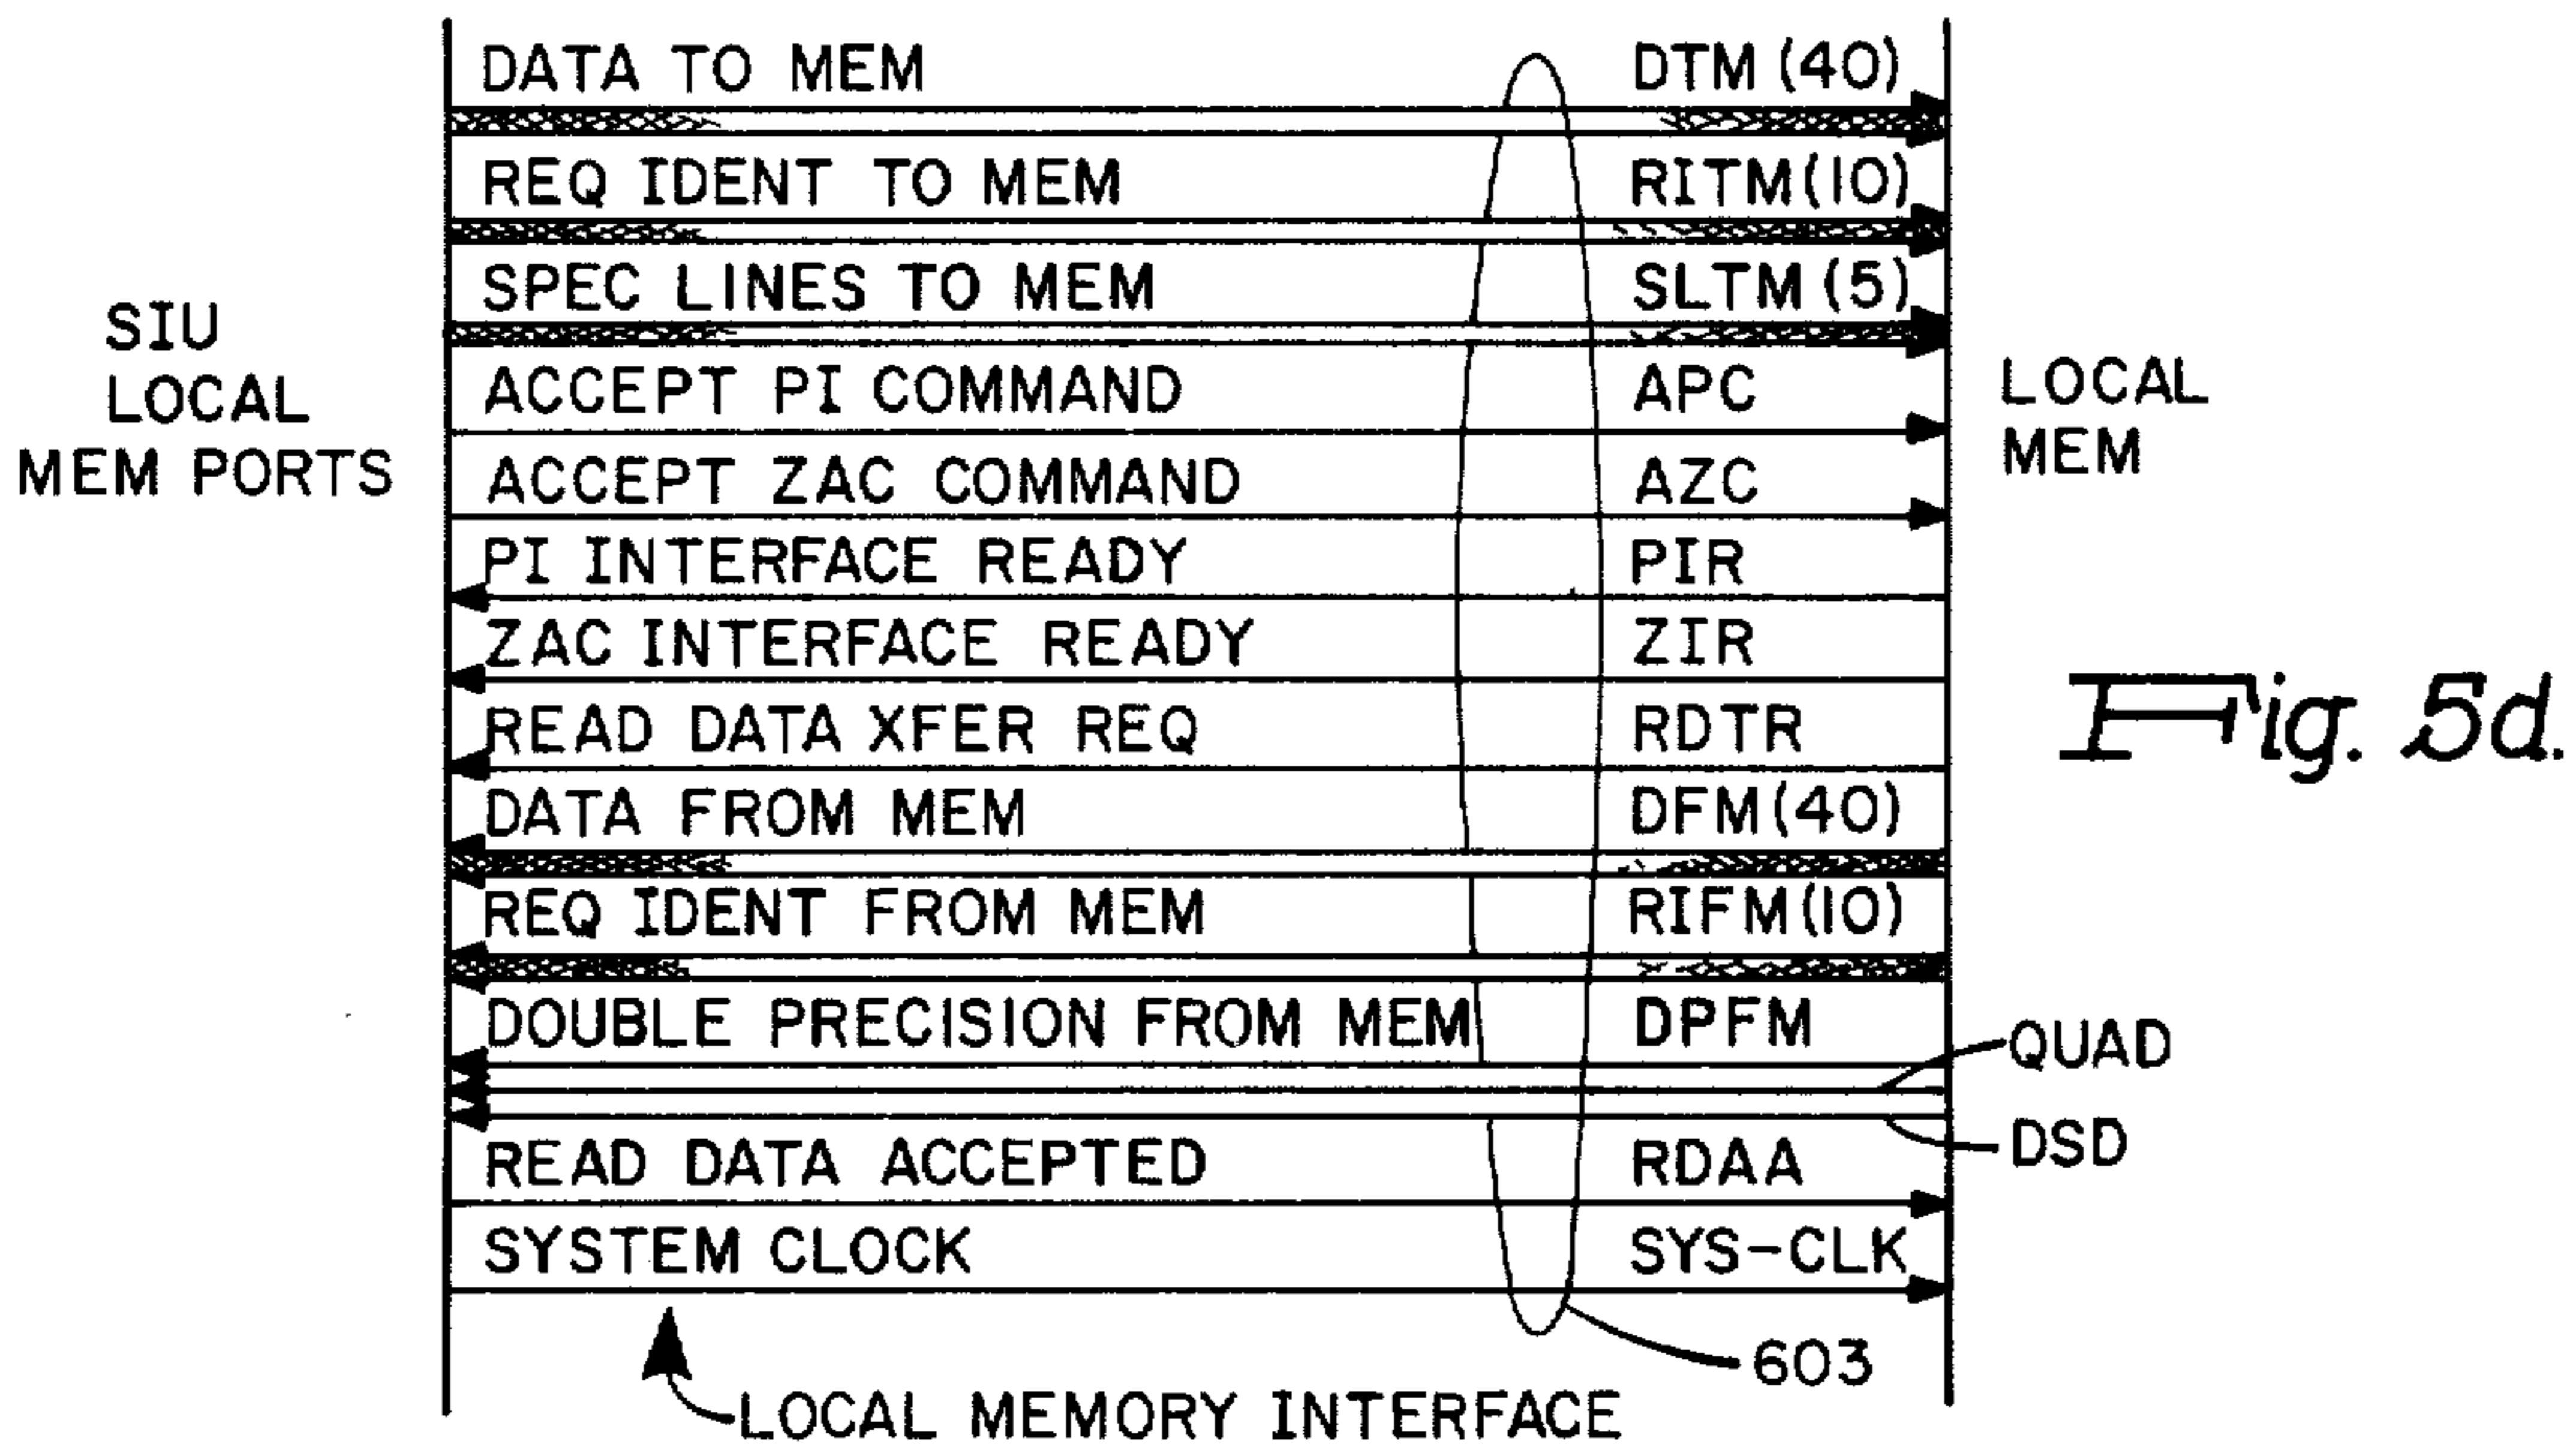 DATA TO MEM DTM (40)
REQ IDENT TO MEM RITM (10)
SPEC LINES TO MEM SLTM (5)
SIU
LOCAL
MEM PORTS
ACCEPT PI COMMAND APC
LOCAL
MEM
ACCEPT ZAC COMMAND AZC
PI INTERFACE READY PIR
ZAC INTERFACE READY ZIR
READ DATA XFER REQ RDTR
Fig. 5d.
DATA FROM MEM DFM (40)
REQ IDENT FROM MEM RIFM (10)
DOUBLE PRECISION FROM MEM DPFM
QUAD
DSD
READ DATA ACCEPTED RDAA
SYSTEM CLOCK SYS-CLK
603
LOCAL MEMORY INTERFACE